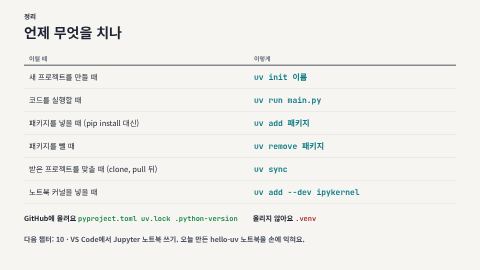 정리
언제 무엇을 치나
이럴 때 이렇게
새 프로젝트를 만들 때 uv init 이름
코드를 실행할 때 uv run main.py
패키지를 넣을 때 (pip install 대신) uv add 패키지
패키지를 뺄 때 uv remove 패키지
받은 프로젝트를 맞출 때 (clone, pull 뒤) uv sync
노트북 커널을 넣을 때 uv add --dev ipykernel
GitHub에 올려요 pyproject.toml uv.lock .python-version 올리지 않아요 .venv
다음 챕터: 10 · VS Code에서 Jupyter 노트북 쓰기. 오늘 만든 hello-uv 노트북을 손에 익혀요.